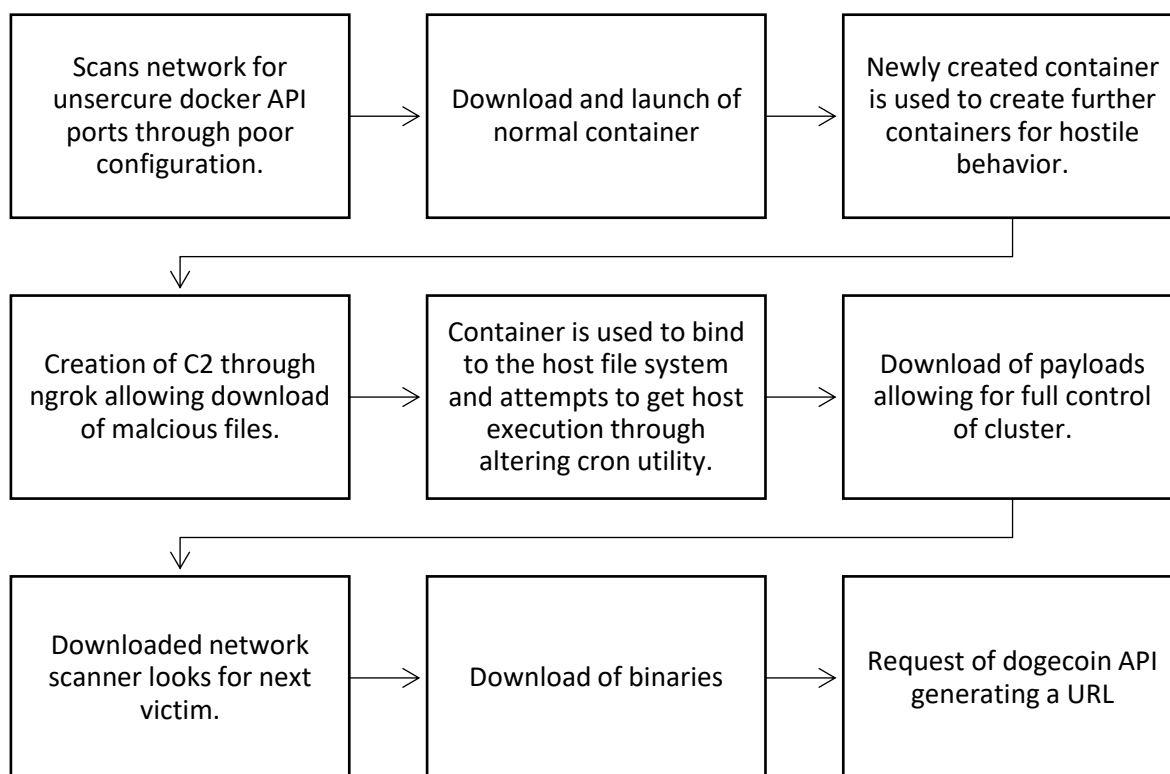 Scans network for
unsercure docker API
ports through poor
configuration.
Download and launch of
normal container
Newly created container
is used to create further
containers for hostile
behavior.
Creation of C2 through
ngrok allowing download
of malcious files.
Container is used to bind
to the host file system
and attempts to get host
execution through
altering cron utility.
Download of payloads
allowing for full control
of cluster.
Downloaded network
scanner looks for next
victim.
Download of binaries
Request of dogecoin API
generating a URL